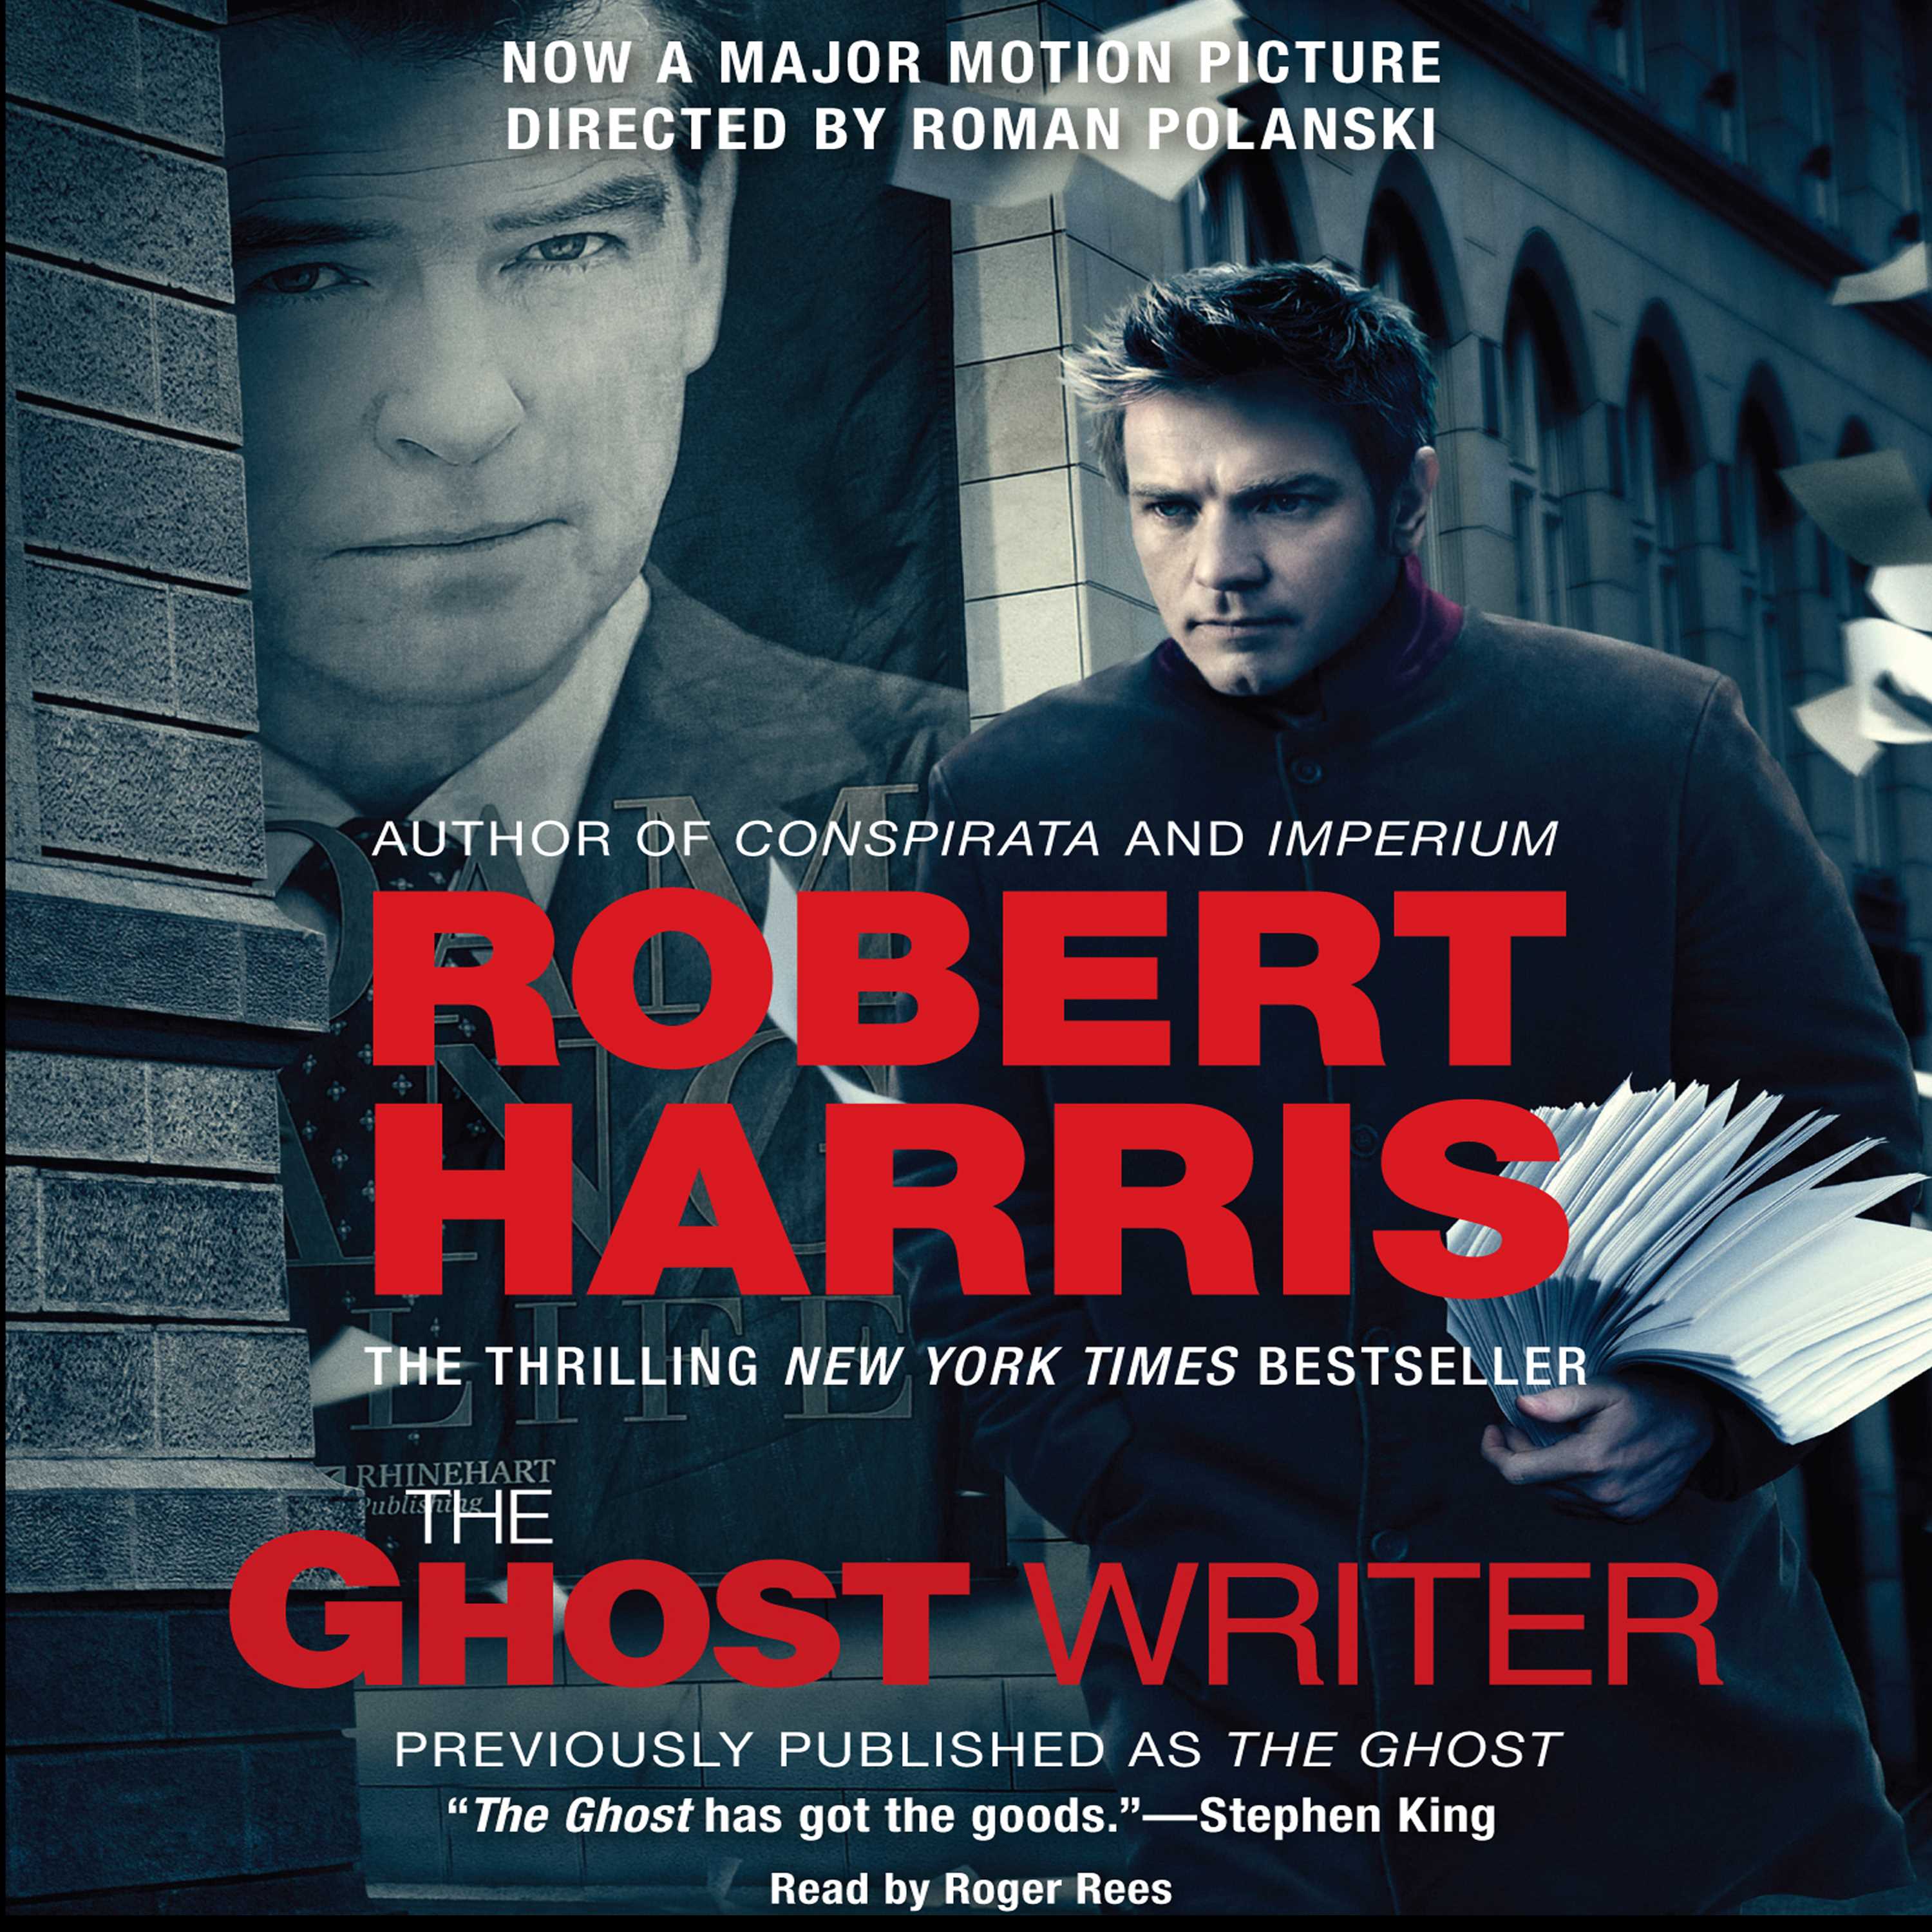 NOW A MAJOR MOTION PICTURE
DIRECTED BY ROMAN POLANSKI
AUTHOR OF CONSPIRATA AND IMPERIUM
ROBERT
HARRIS
THE THRILLING NEW YORK TIMES BESTSELLER
LIFE
RHINEHART
Publishing
THE
GHOST WRITER
PREVIOUSLY PUBLISHED AS THE GHOST
“The Ghost has got the goods.”—Stephen King
Read by Roger Rees